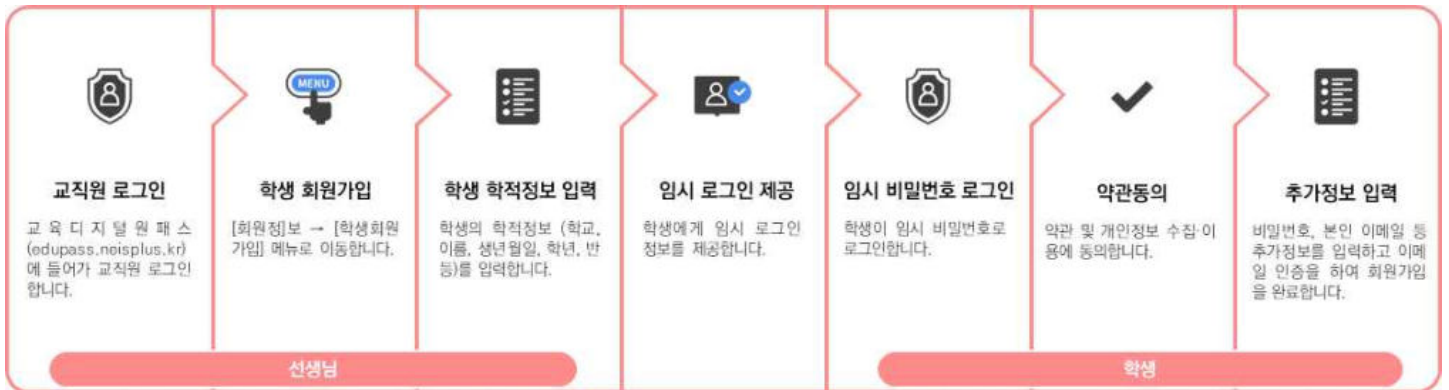 MENU
교직원 로그인
교육디지털원패스
(edupass.neisplus.kr)
에 들어가 교직원 로그인
합니다.
학생 회원가입
[회원정]보 → [학생회원
가입] 메뉴로 이동합니다.
학생 학적정보 입력
학생의 학적정보 (학교,
이름, 생년월일, 학년, 반
등)를 입력합니다.
임시 로그인 제공
학생에게 임시 로그인
정보를 제공합니다.
임시 비밀번호 로그인
학생이 임시 비밀번호로
로그인합니다.
약관동의
약관 및 개인정보 수집·이
용에 동의합니다.
추가정보 입력
비밀번호, 본인 이메일 등
추가정보를 입력하고 이메
일 인증을 하여 회원가입
을 완료합니다.
선생님
학생